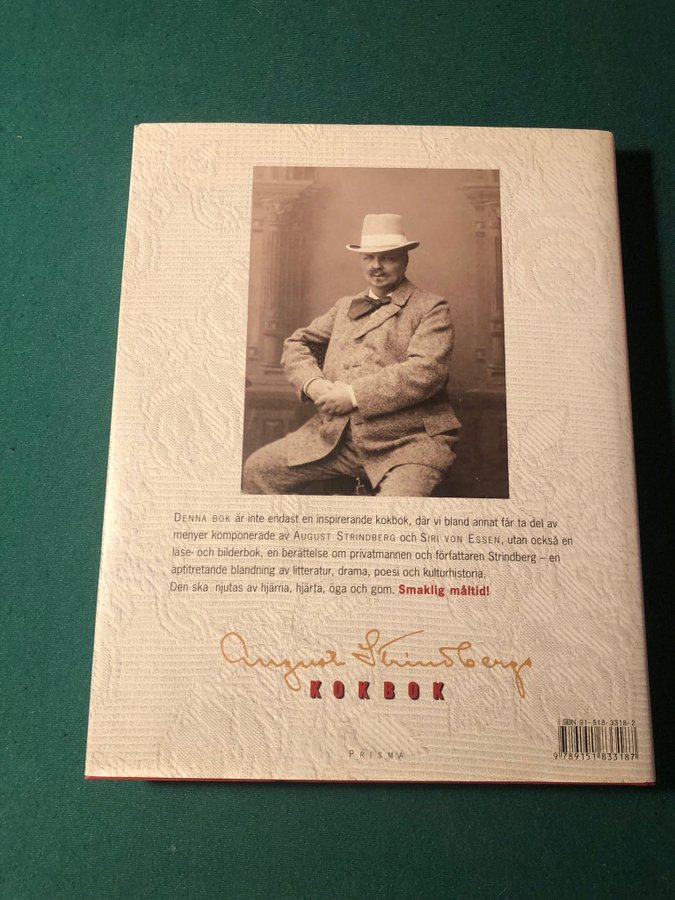 DENNA BOK är inte endast en inspirerande kokbok, där vi bland annat får ta del av
menyer komponerade av AUGUST STRINDBERG och SIRI VON ESSEN, utan också en
läse- och bilderbok, en berättelse om privatmannen och författaren Strindberg – en
aptitretande blandning av litteratur, drama, poesi och kulturhistoria.
Den ska njutas av hjärna, hjärta, öga och gom. Smaklig måltid!
August Strindbergs
KOKBOK
PRISMA
ISBN 91-518-3318-2
9 789151 833187